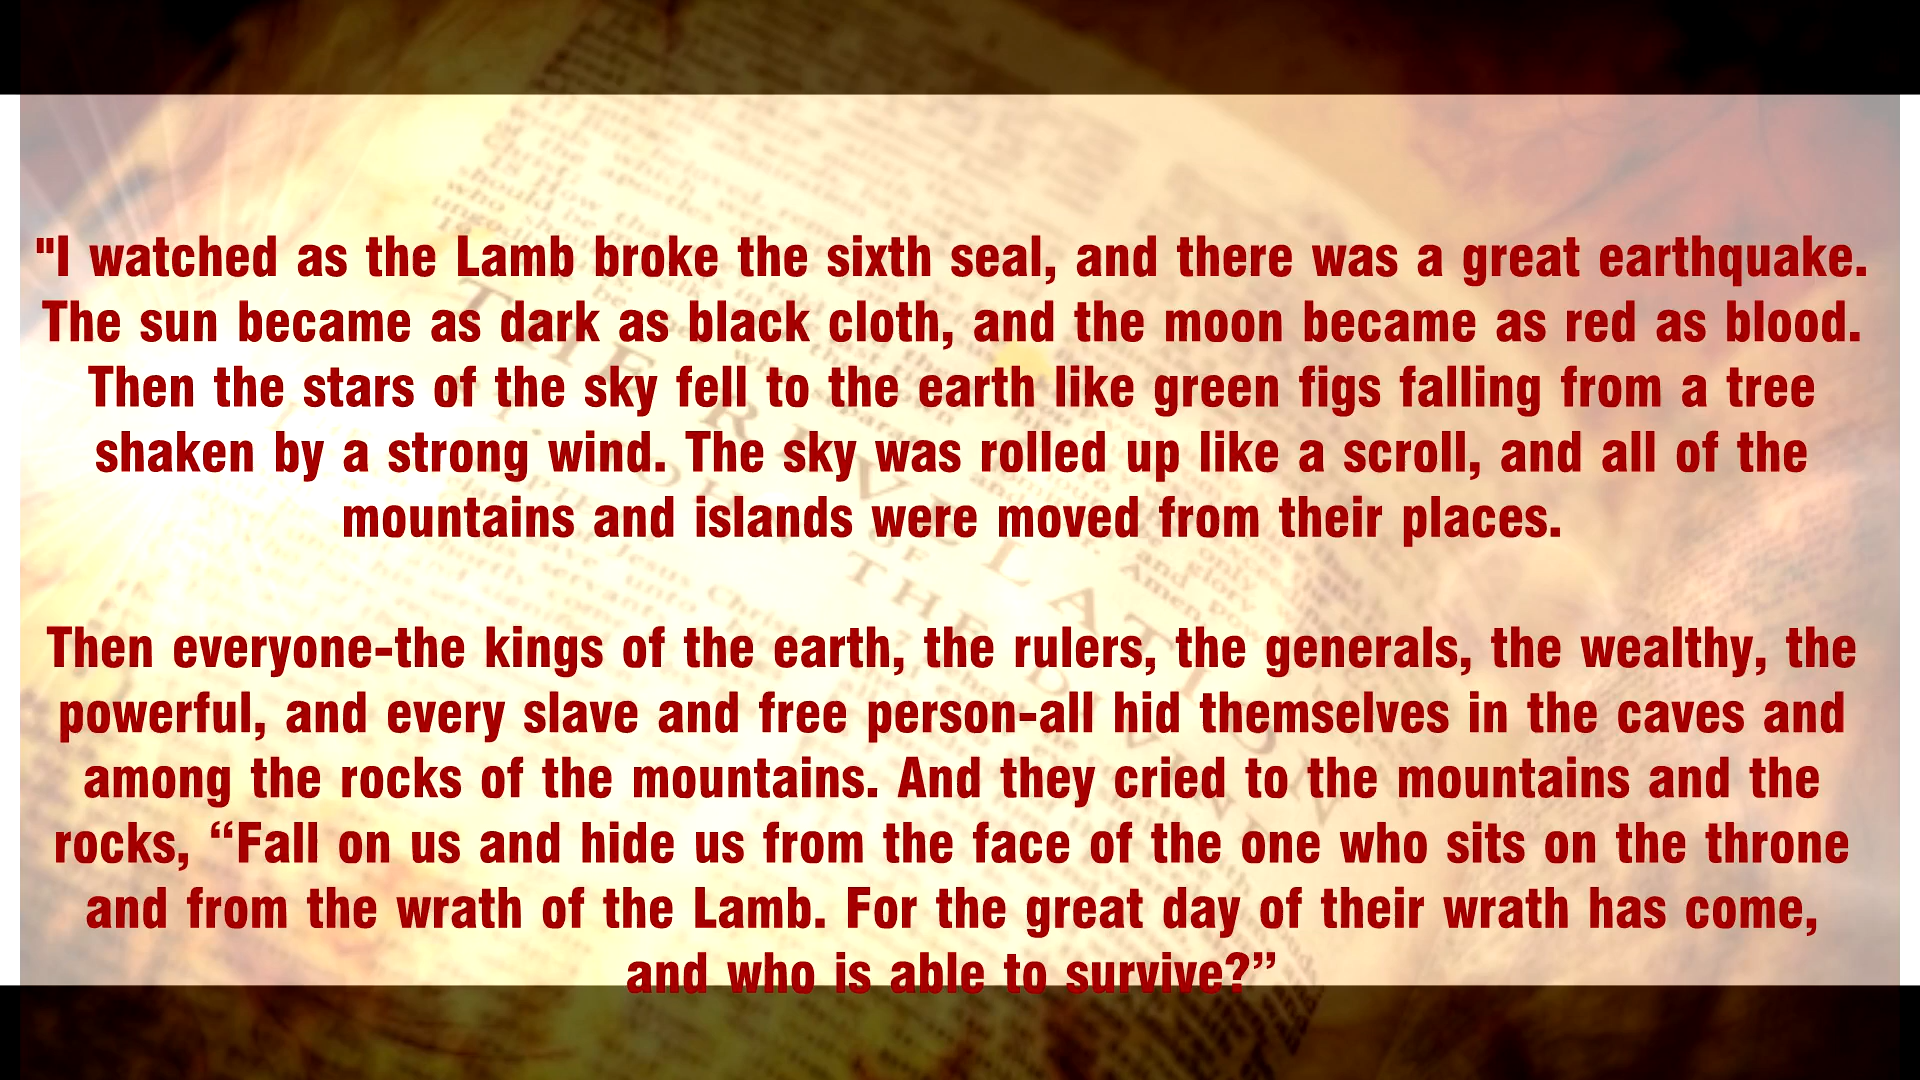 "I watched as the Lamb broke the sixth seal, and there was a great earthquake.
The sun became as dark as black cloth, and the moon became as red as blood.
Then the stars of the sky fell to the earth like green figs falling from a tree
shaken by a strong wind. The sky was rolled up like a scroll, and all of the
mountains and islands were moved from their places.
Then everyone-the kings of the earth, the rulers, the generals, the wealthy, the
powerful, and every slave and free person-all hid themselves in the caves and
among the rocks of the mountains. And they cried to the mountains and the
rocks, “Fall on us and hide us from the face of the one who sits on the throne
and from the wrath of the Lamb. For the great day of their wrath has come,
and who is able to survive?”